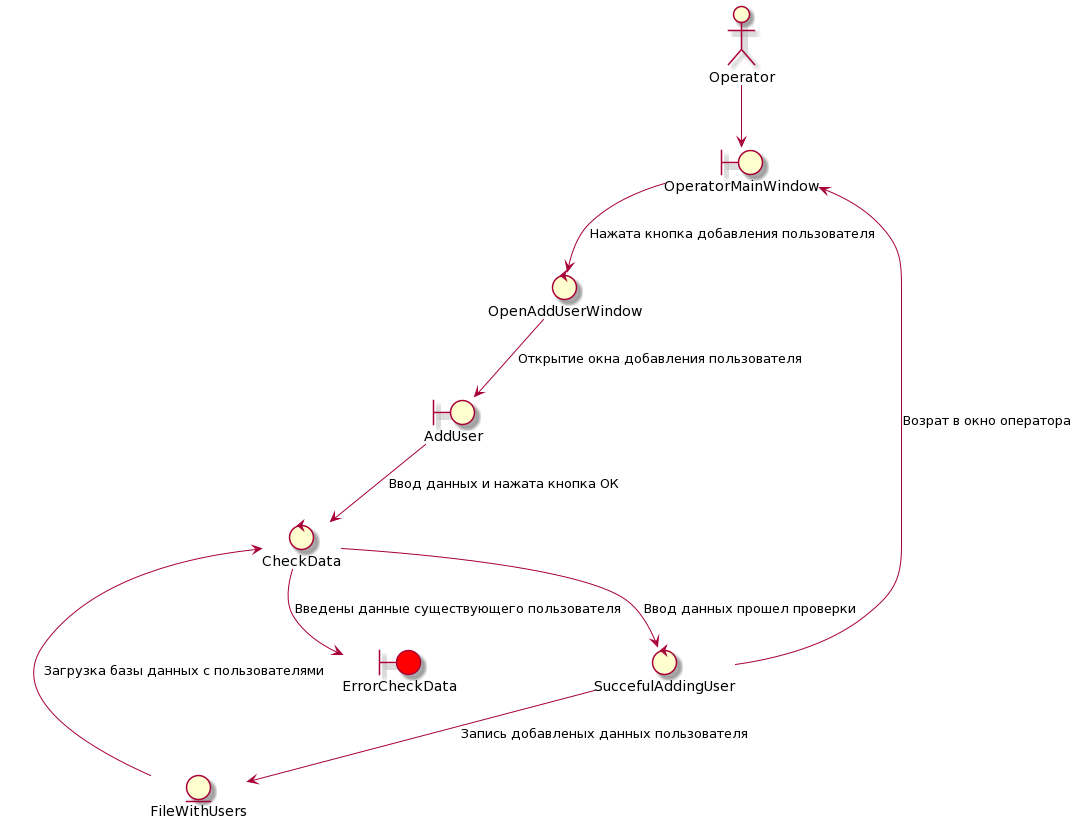 Operator
OperatorMainWindow
Нажата кнопка добавления пользователя
OpenAddUserWindow
Открытие окна добавления пользователя
Возрат в окно оператора
AddUser
Ввод данных и нажата кнопка ОК
CheckData
Введены данные существующего пользователя
Ввод данных прошел проверки
Загрузка базы данных с пользователями
ErrorCheckData
SuccefulAddingUser
Запись добавленых данных пользователя
FileWithUsers